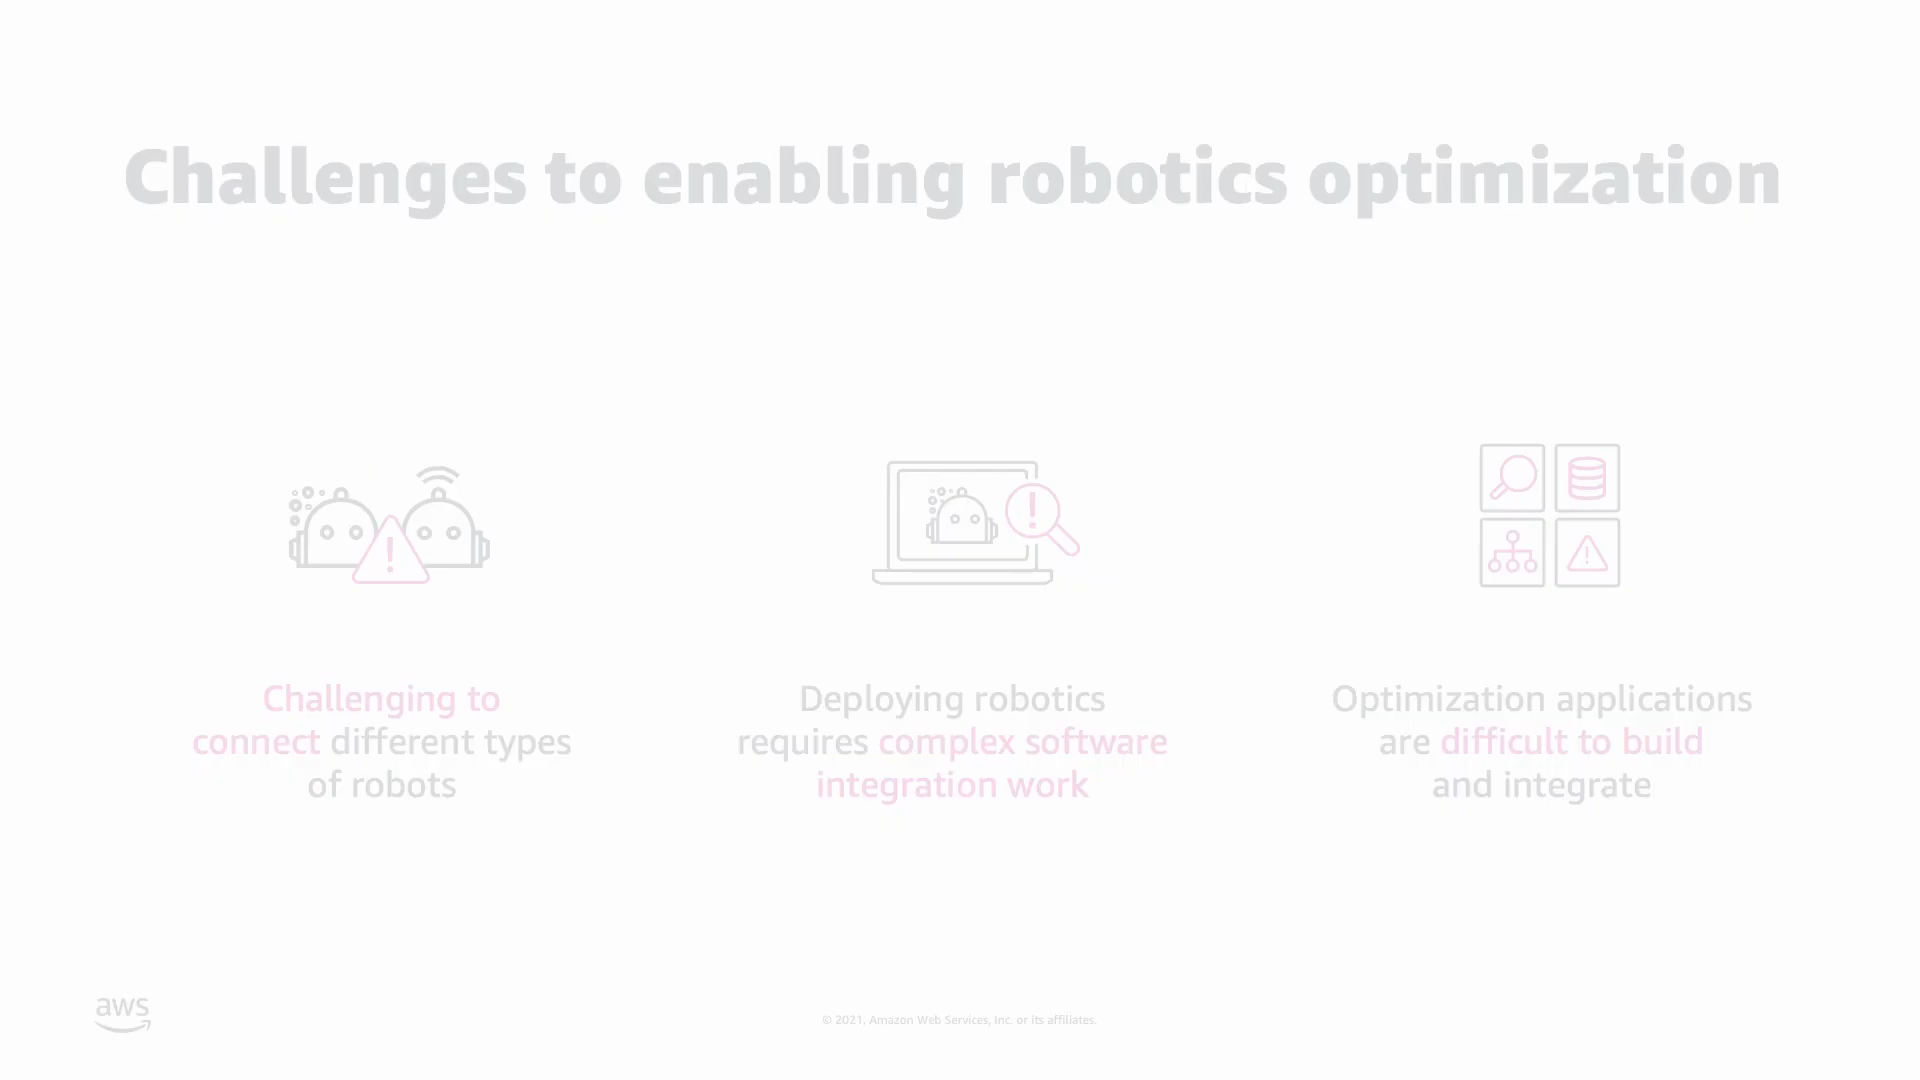 Challenges to enabling robotics optimization
Challenging to
connect different types
of robots
Deploying robotics
requires complex software
integration work
Optimization applications
are difficult to build
and integrate
aws
© 2021, Amazon Web Services, Inc. or its affiliates.